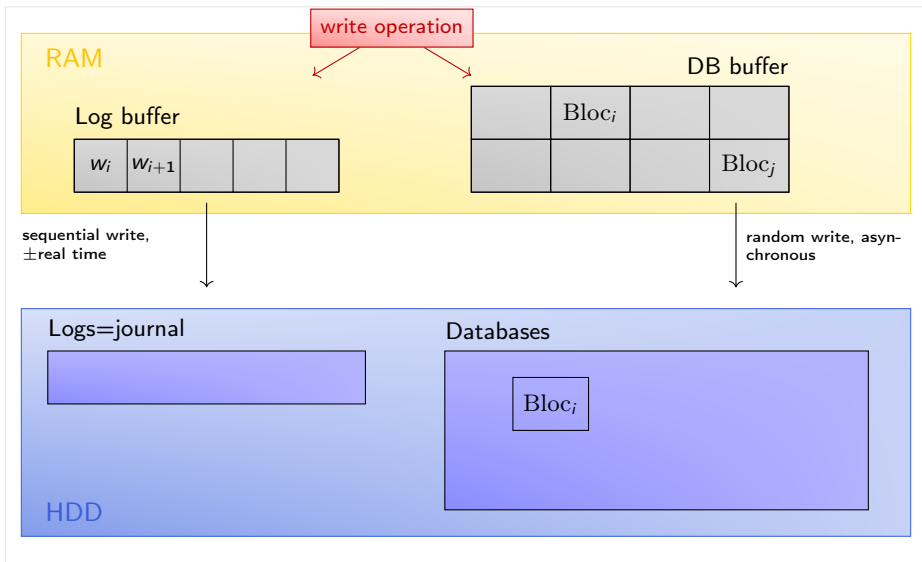 write operation
RAM
DB buffer
Log buffer
Bloc_i
w_i w_{i+1}
Bloc_j
sequential write,
±real time
random write, asyn-
chronous
Logs=journal
Databases
Bloc_i
HDD